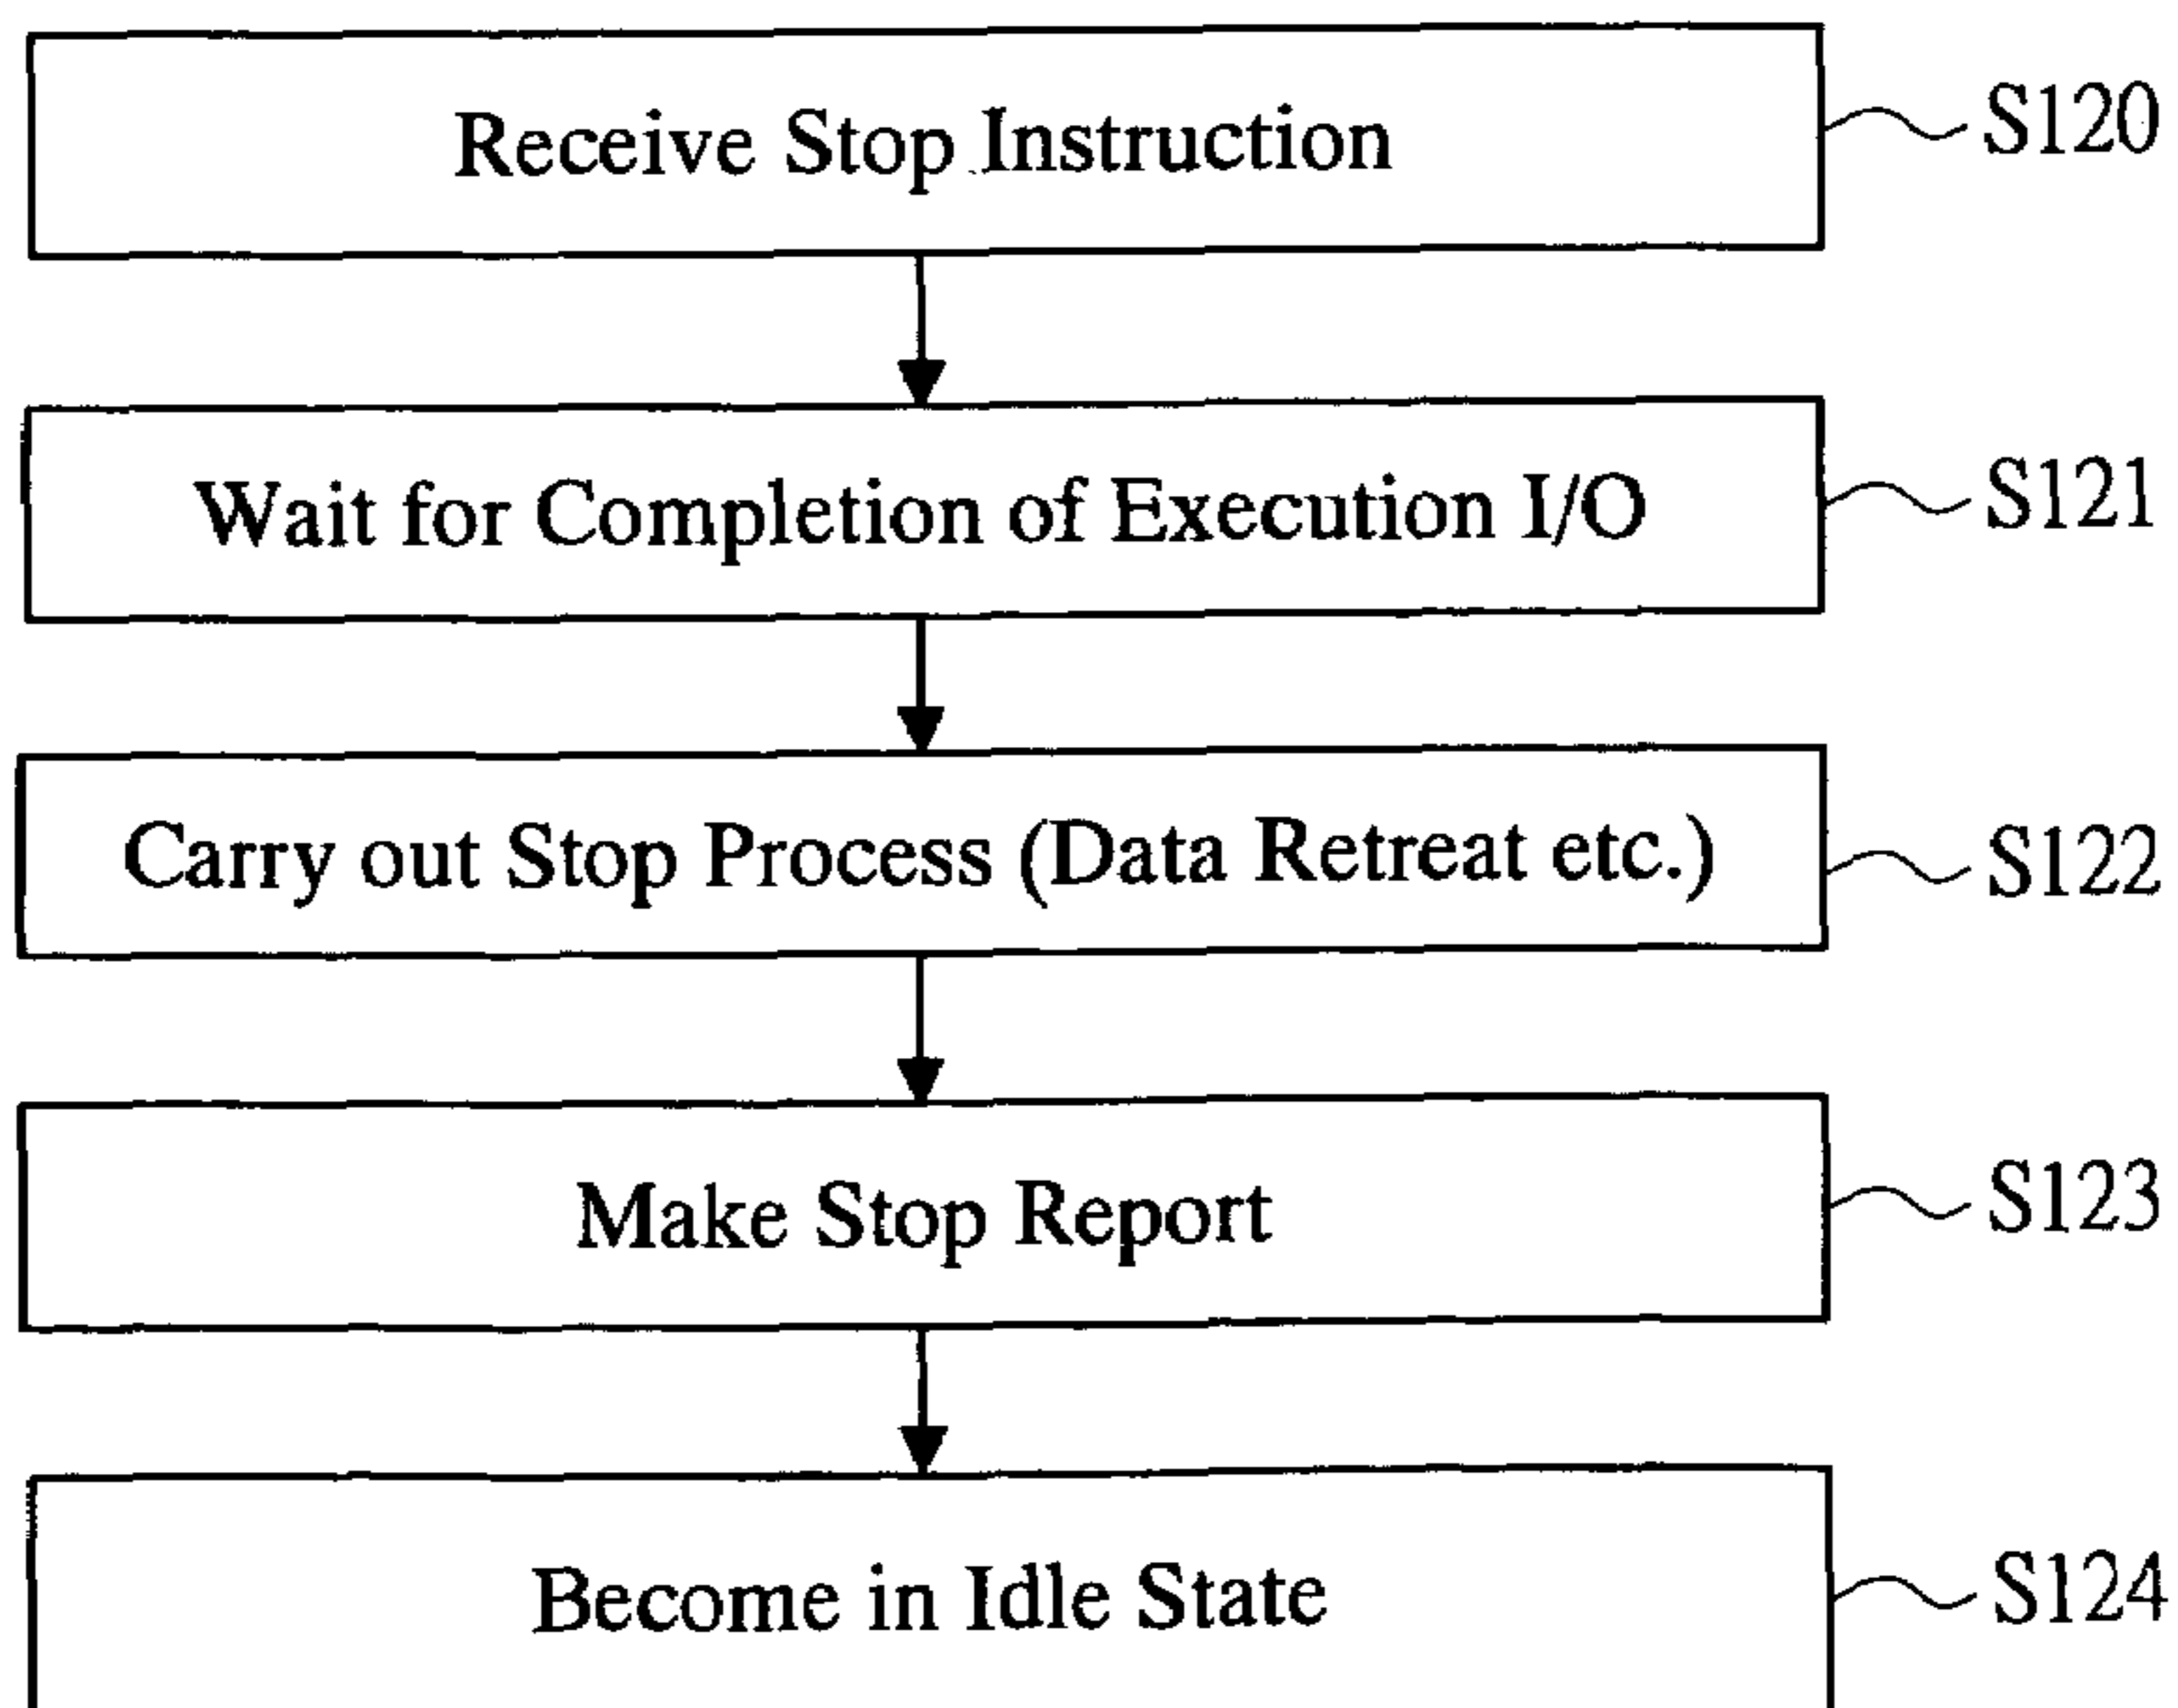 Receive Stop Instruction S120
Wait for Completion of Execution I/O S121
Carry out Stop Process (Data Retreat etc.) S122
Make Stop Report S123
Become in Idle State S124